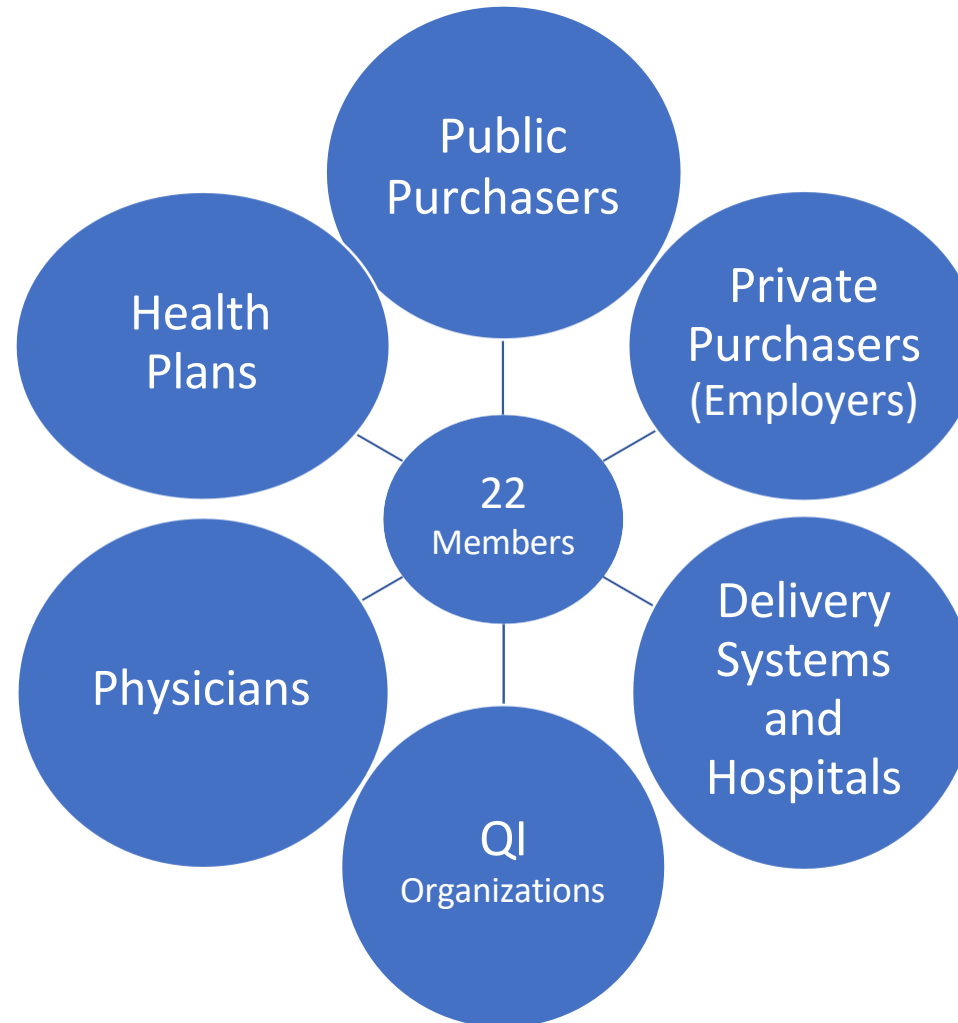 Public
Purchasers
Private
Purchasers
(Employers)
Delivery
Systems
and
Hospitals
QI
Organizations
Physicians
Health
Plans
22
Members